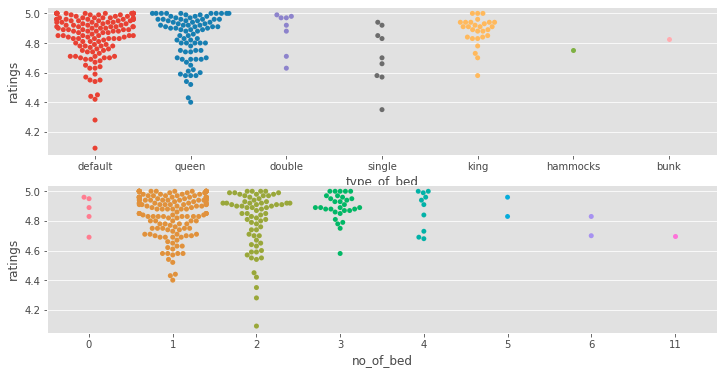 5.0
4.8
4.6
4.4
4.2
ratings
default queen double single king hammocks bunk
type_of_bed
5.0
4.8
4.6
4.4
4.2
ratings
0 1 2 3 4 5 6 11
no_of_bed